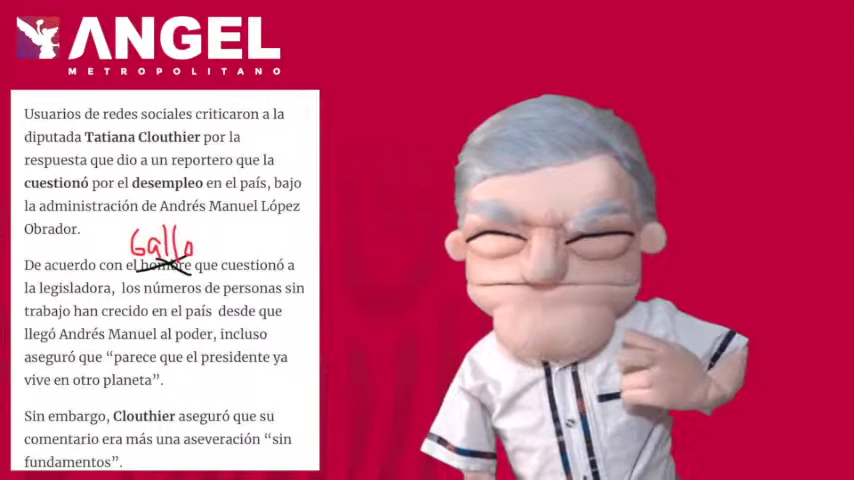 ANGEL
METROPOLITANO
Usuarios de redes sociales criticaron a la
diputada Tatiana Clouthier por la
respuesta que dio a un reportero que la
cuestionó por el desempleo en el país, bajo
la administración de Andrés Manuel López
Obrador.
Gallo
De acuerdo con el hombre que cuestionó a
la legisladora, los números de personas sin
trabajo han crecido en el país desde que
llegó Andrés Manuel al poder, incluso
aseguró que “parece que el presidente ya
vive en otro planeta”.
Sin embargo, Clouthier aseguró que su
comentario era más una aseveración “sin
fundamentos”.